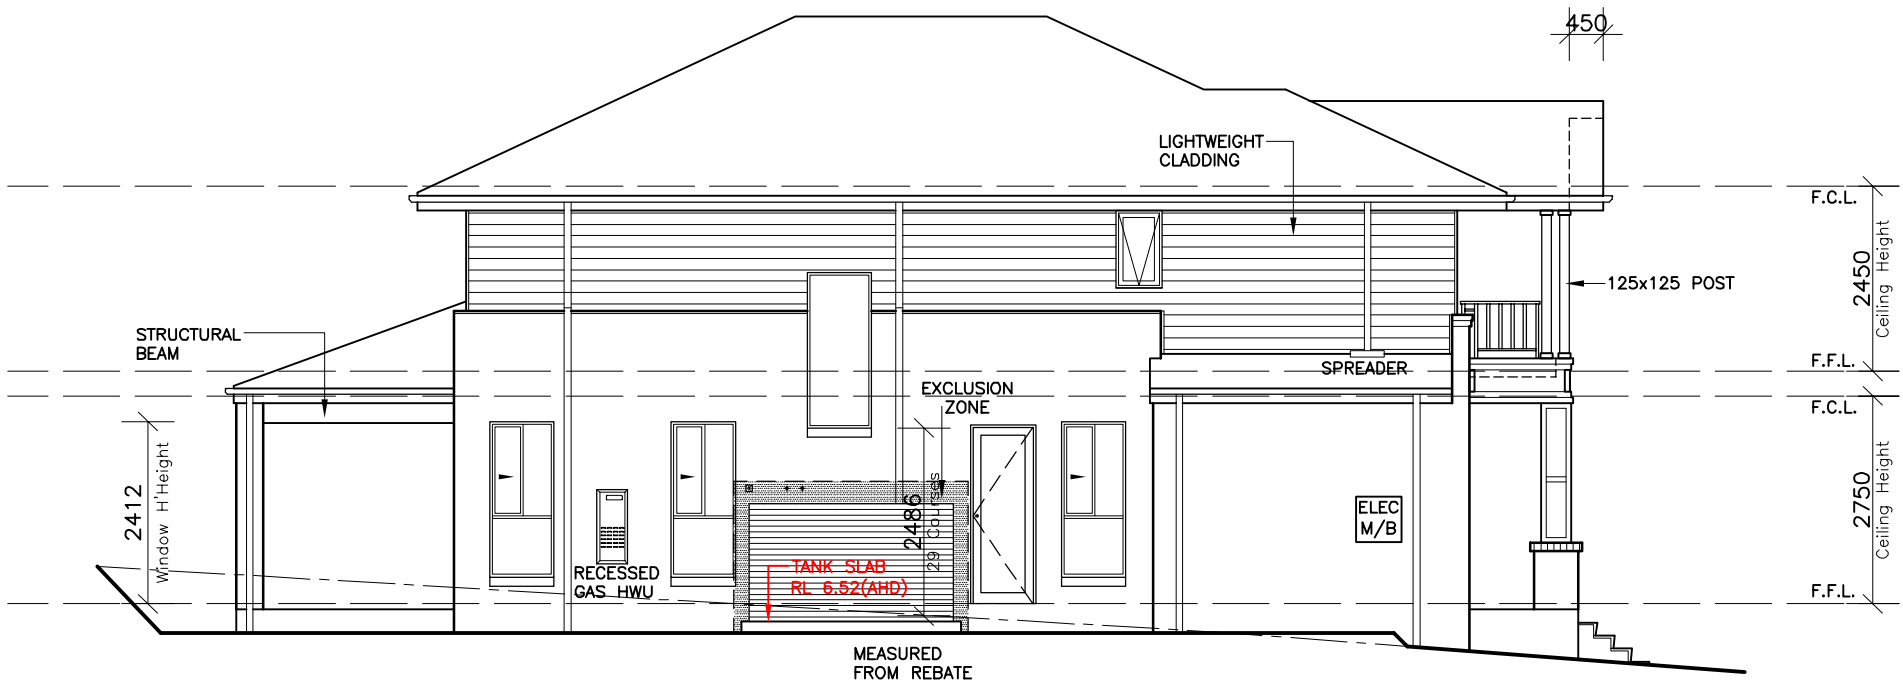 450
LIGHTWEIGHT
CLADDING
F.C.L.
2450
Ceiling Height
125x125 POST
STRUCTURAL
BEAM
F.F.L.
SPREADER
EXCLUSION
ZONE
F.C.L.
2412
Window H'Height
2486
29 Courses
ELEC
M/B
2750
Ceiling Height
RECESSED
GAS HWU
TANK SLAB
RL 6.52(AHD)
F.F.L.
MEASURED
FROM REBATE